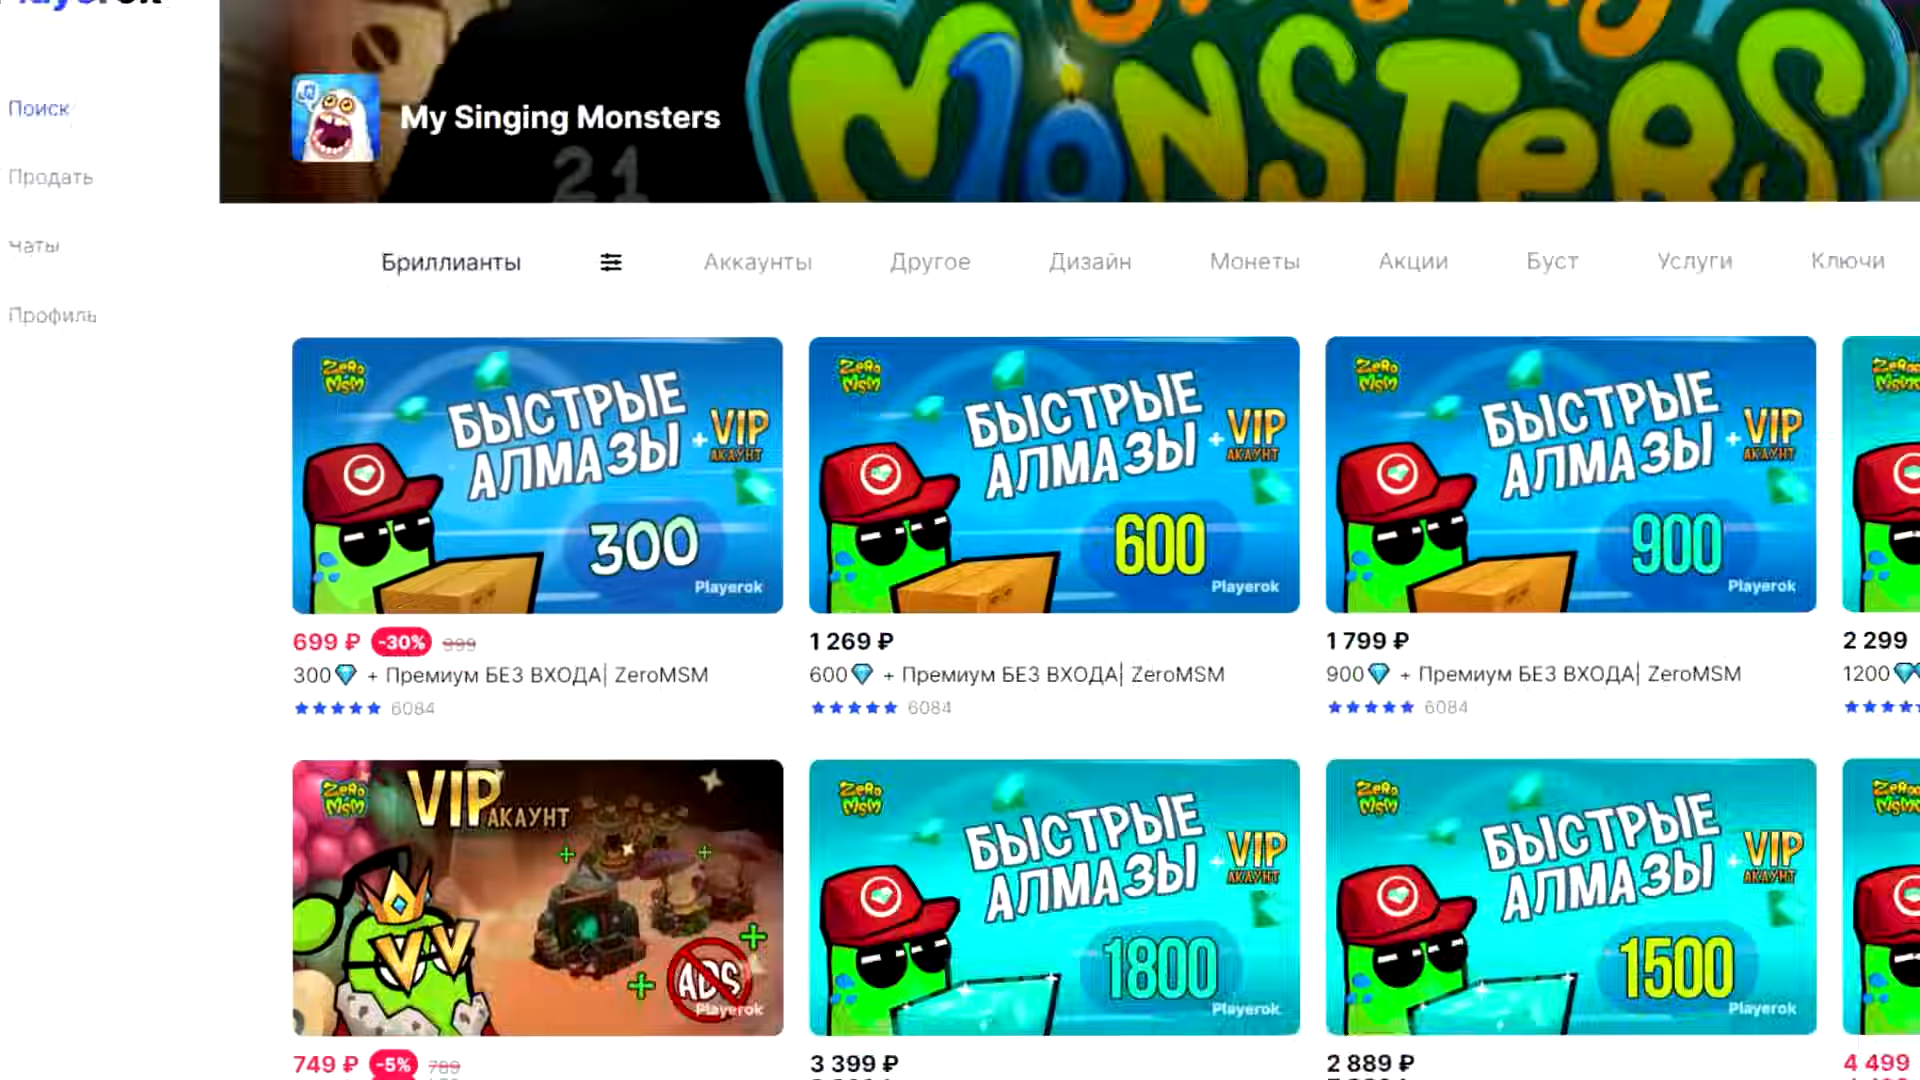 Поиск
Продать
Чаты
Профиль
My Singing Monsters
MONSTERS
21
Бриллианты
Аккаунты
Другое
Дизайн
Монеты
Акции
Буст
Услуги
Ключи
ZeRo MSM
БЫСТРЫЕ
АЛМАЗЫ
+ VIP
АКАУНТ
300
Playerok
699 ₽ -30% 999
300💎 + Премиум БЕЗ ВХОДА| ZeroMSM
★★★★★ 6084
ZeRo MSM
БЫСТРЫЕ
АЛМАЗЫ
+ VIP
АКАУНТ
600
Playerok
1 269 ₽
600💎 + Премиум БЕЗ ВХОДА| ZeroMSM
★★★★★ 6084
ZeRo MSM
БЫСТРЫЕ
АЛМАЗЫ
+ VIP
АКАУНТ
900
Playerok
1 799 ₽
900💎 + Премиум БЕЗ ВХОДА| ZeroMSM
★★★★★ 6084
2 299
1200💎
ZeRo MSM
VIP АКАУНТ
ADS
Playerok
749 ₽ -5% 789
ZeRo MSM
БЫСТРЫЕ
АЛМАЗЫ
+ VIP
АКАУНТ
1800
Playerok
3 399 ₽
ZeRo MSM
БЫСТРЫЕ
АЛМАЗЫ
+ VIP
АКАУНТ
1500
Playerok
2 889 ₽
4 499